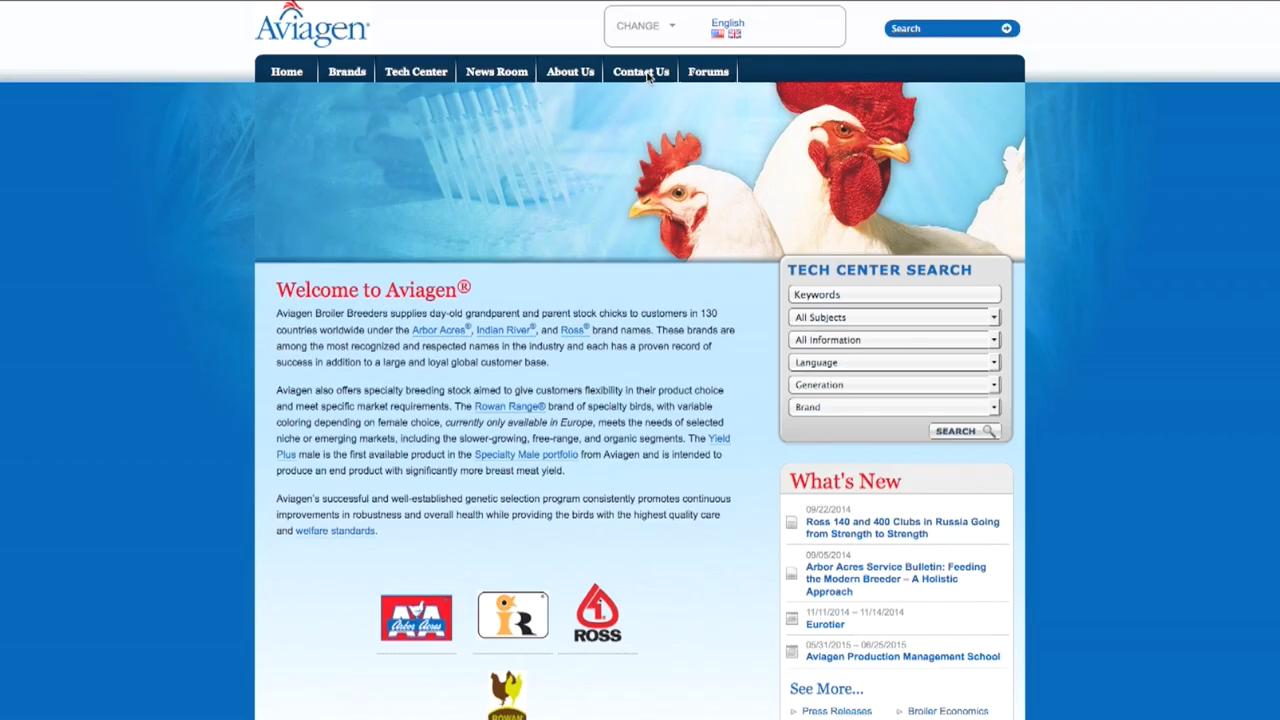 Aviagen®
CHANGE
English
Search
Home
Brands
Tech Center
News Room
About Us
Contact Us
Forums
Welcome to Aviagen®
Aviagen Broiler Breeders supplies day-old grandparent and parent stock chicks to customers in 130
countries worldwide under the Arbor Acres®, Indian River®, and Ross® brand names. These brands are
among the most recognized and respected names in the industry and each has a proven record of
success in addition to a large and loyal global customer base.
Aviagen also offers specialty breeding stock aimed to give customers flexibility in their product choice
and meet specific market requirements. The Rowan Range® brand of specialty birds, with variable
coloring depending on female choice, currently only available in Europe, meets the needs of selected
niche or emerging markets, including the slower-growing, free-range, and organic segments. The Yield
Plus male is the first available product in the Specialty Male portfolio from Aviagen and is intended to
produce an end product with significantly more breast meat yield.
Aviagen's successful and well-established genetic selection program consistently promotes continuous
improvements in robustness and overall health while providing the birds with the highest quality care
and welfare standards.
AA
Arbor Acres
iR
ROSS
ROWAN
TECH CENTER SEARCH
Keywords
All Subjects
All Information
Language
Generation
Brand
SEARCH
What's New
09/22/2014
Ross 140 and 400 Clubs in Russia Going
from Strength to Strength
09/05/2014
Arbor Acres Service Bulletin: Feeding
the Modern Breeder – A Holistic
Approach
11/11/2014 – 11/14/2014
Eurotier
05/31/2015 – 06/25/2015
Aviagen Production Management School
See More...
Press Releases
Broiler Economics